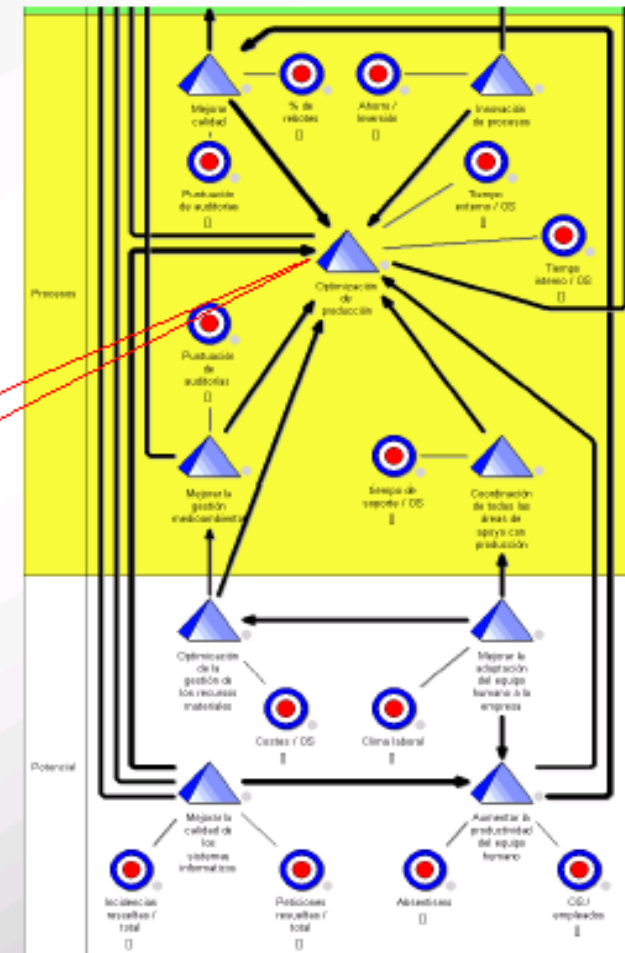 Mejorar
calidad
% de
rebotes
[]
Ahorro /
Inversión
[]
Innovación
de procesos
Puntuación
de auditorías
[]
Tiempo
externo / OS
[]
Tiempo
interno / OS
[]
Optimización
de
producción
Procesos
Puntuación
de
auditorías
[]
Mejorar la
gestión
medioambiental
tiempo de
soporte / OS
[]
Coordinación
de todas las
áreas de
apoyo con
producción
Optimización
de la
gestión de
los recursos
materiales
Mejorar la
adaptación
del equipo
humano a la
empresa
Costes / OS
[]
Clima laboral
[]
Potencial
Mejorar la
calidad de
los
sistemas
informaticos
Aumentar la
productividad
del equipo
humano
Incidencias
resueltas /
total
[]
Peticiones
resueltas /
total
[]
Absentismo
[]
OS /
empleados
[]